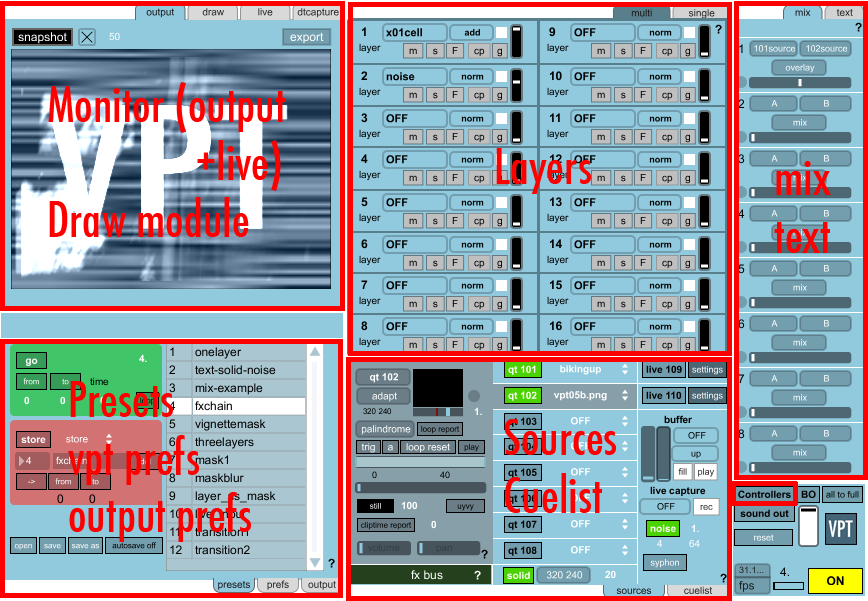 output draw live dtcapture
snapshot 50 export
VPT
Monitor (output
+live)
Draw module
multi single
?
1 x01cell add
layer m s F cp g
2 noise norm
layer m s F cp g
3 OFF norm
layer m s F cp g
4 OFF norm
layer m s F cp g
5 OFF norm
layer m s F cp g
6 OFF norm
layer m s F cp g
7 OFF norm
layer m s F cp g
8 OFF norm
layer m s F cp g
9 OFF norm
layer m s F cp g
10 OFF norm
layer m s F cp g
11 OFF norm
layer m s F cp g
12 OFF norm
layer m s F cp g
13 OFF norm
layer m s F cp g
14 OFF norm
layer m s F cp g
15 OFF norm
layer m s F cp g
16 OFF norm
layer m s F cp g
Layers
mix text
?
1 101source 102source
overlay
2 A B
mix
3 A B
mix
4 A B
mix
5 A B
mix
6 A B
mix
7 A B
mix
8 A B
mix
mix
text
go 4.
from to time
0 0
store store
4 fxchain
-> from to
0 0
open save save as autosave off
1 onelayer
2 text-solid-noise
3 mix-example
4 fxchain
5 vignettemask
6 threelayers
7 mask1
8 maskblur
9 layer_as_mask
10
11 transition1
12 transition2
?
presets prefs output
Presets
vpt prefs
output prefs
qt 102
adapt
320 240 1.
palindrome loop report
trig a loop reset play
0 40
still 100 uyvy
cliptime report 0
volume pan ?
fx bus ?
qt 101 bikingup
qt 102 vpt05b.png
qt 103 OFF
qt 104 OFF
qt 105 OFF
qt 106 OFF
qt 107 OFF
qt 108 OFF
solid 320 240 20
live 109 settings
live 110 settings
buffer
OFF
up
fill play
live capture
OFF rec
noise 1.
4 64
syphon
?
sources cuelist
Sources
Cuelist
Controllers BO all to full
sound out
reset
VPT
31.1... 4.
fps ON